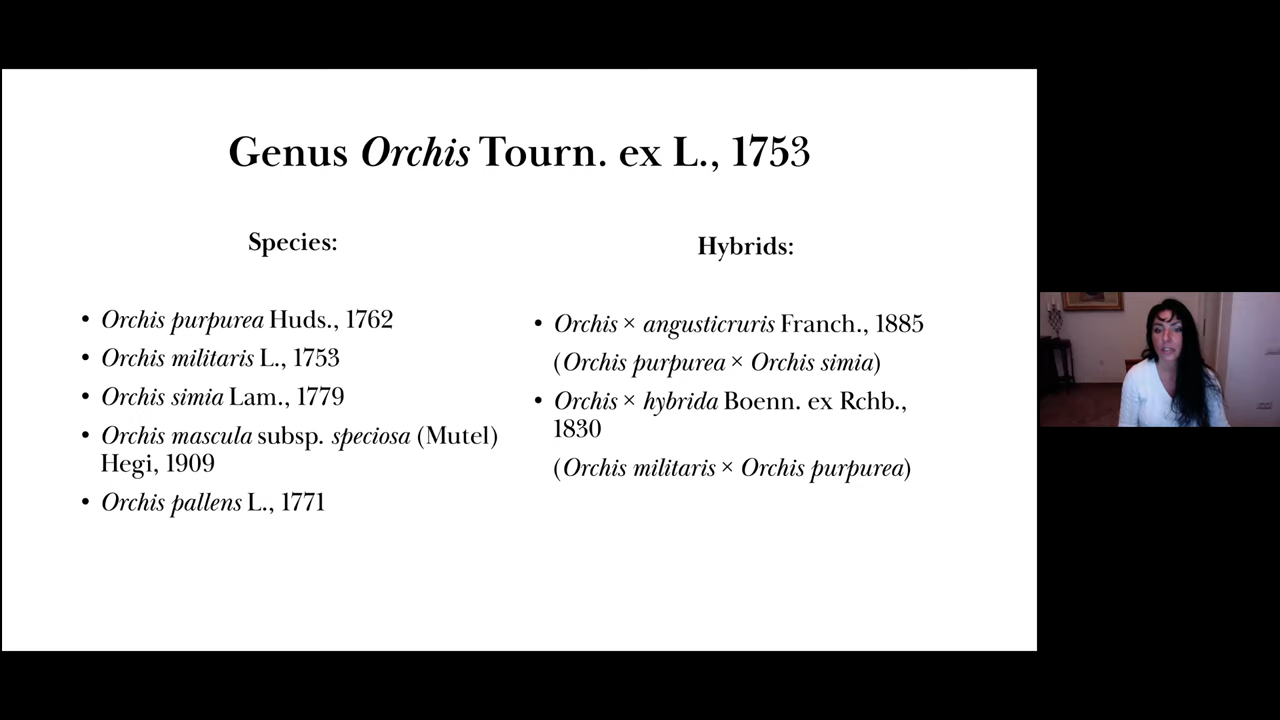 Genus Orchis Tourn. ex L., 1753
Species:
• Orchis purpurea Huds., 1762
• Orchis militaris L., 1753
• Orchis simia Lam., 1779
• Orchis mascula subsp. speciosa (Mutel)
Hegi, 1909
• Orchis pallens L., 1771
Hybrids:
• Orchis × angusticruris Franch., 1885
(Orchis purpurea × Orchis simia)
• Orchis × hybrida Boenn. ex Rchb.,
1830
(Orchis militaris × Orchis purpurea)